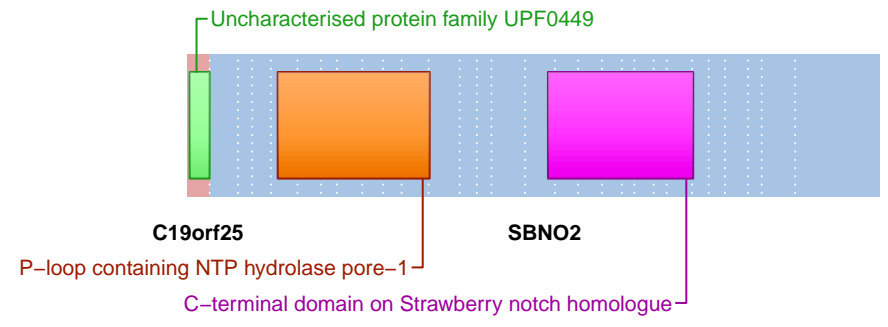 Uncharacterised protein family UPF0449
C19orf25 SBNO2
P−loop containing NTP hydrolase pore−1
C−terminal domain on Strawberry notch homologue